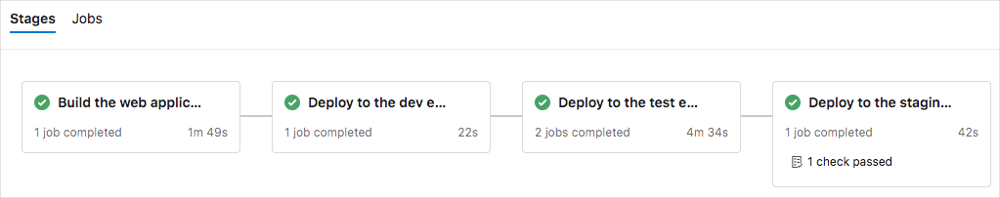 Stages Jobs
Build the web applic... Deploy to the dev e... Deploy to the test e... Deploy to the stagin...
1 job completed 1m 49s 1 job completed 22s 2 jobs completed 4m 34s 1 job completed 42s
1 check passed